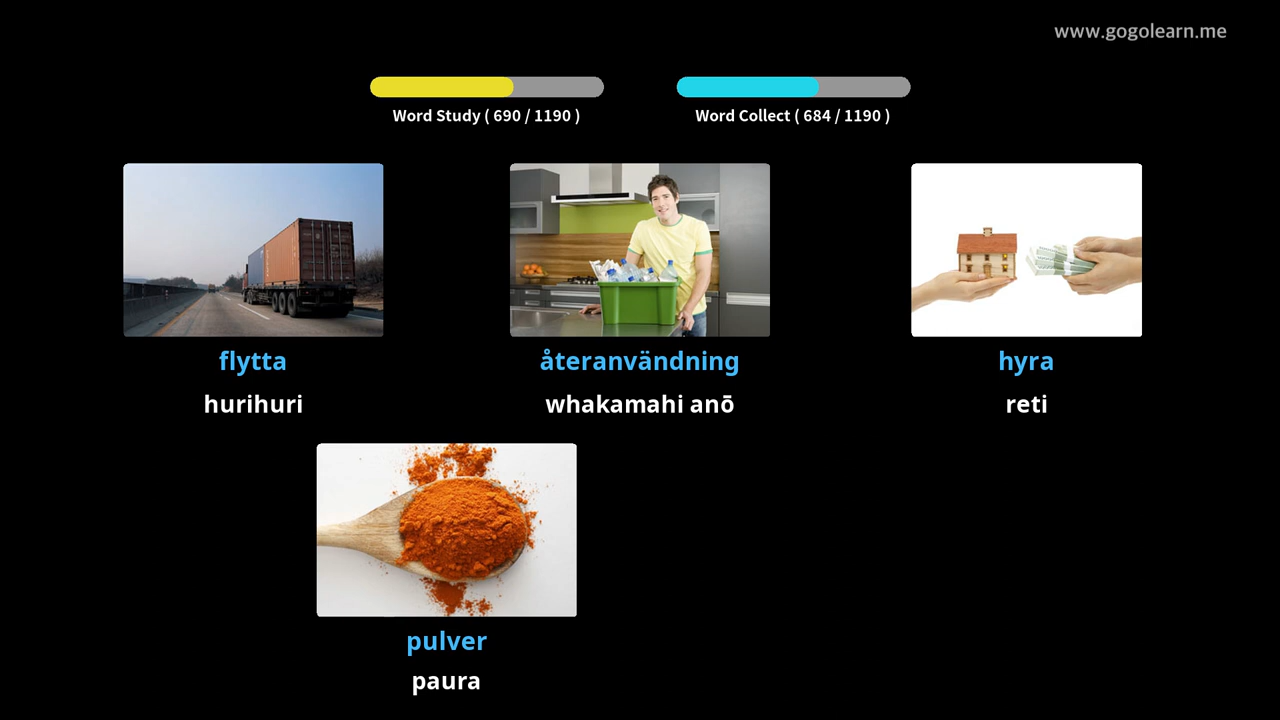 www.gogolearn.me
Word Study ( 690 / 1190 )
Word Collect ( 684 / 1190 )
flytta
återanvändning
hyra
hurihuri
whakamahi anō
reti
pulver
paura